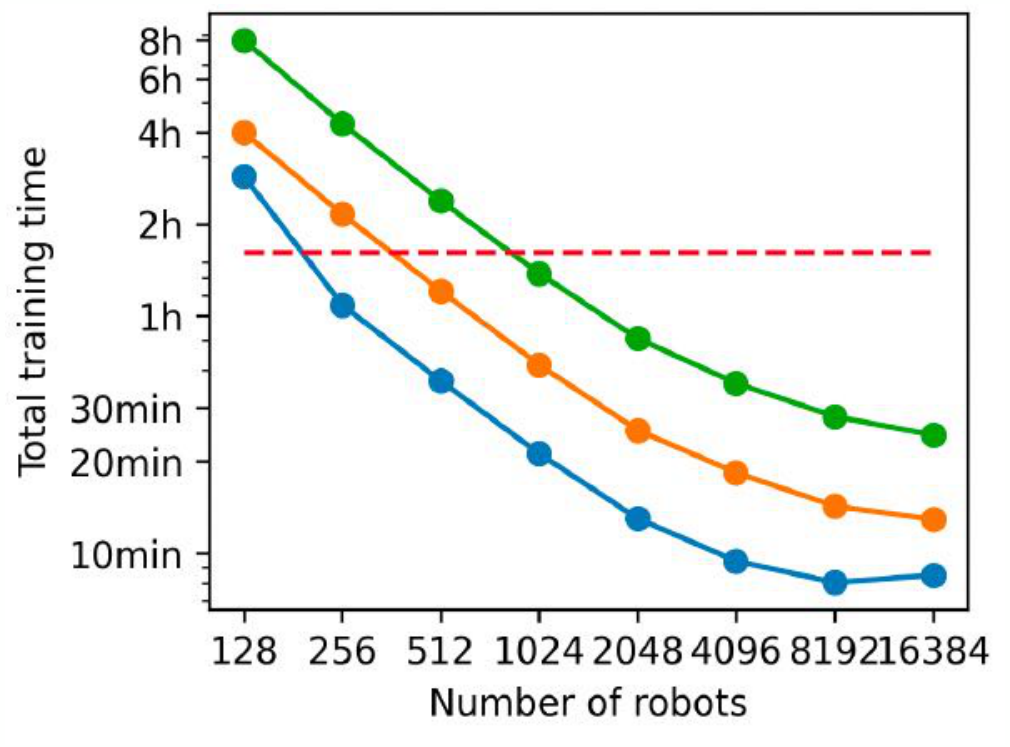 8h
6h
4h
2h
1h
30min
20min
10min
Total training time
128 256 512 1024 2048 4096 8192 16384
Number of robots